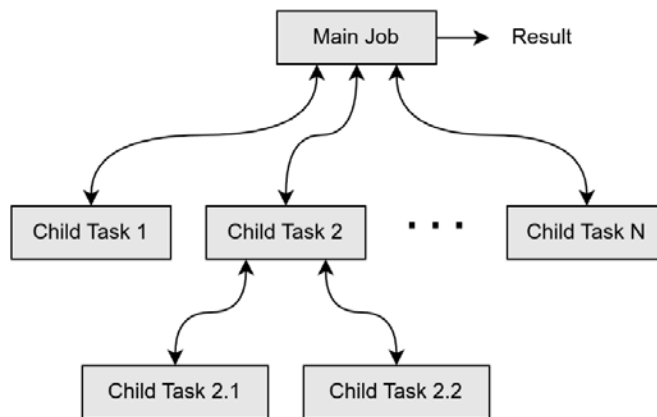 Main Job
Result
Child Task 1
Child Task 2
. . .
Child Task N
Child Task 2.1
Child Task 2.2